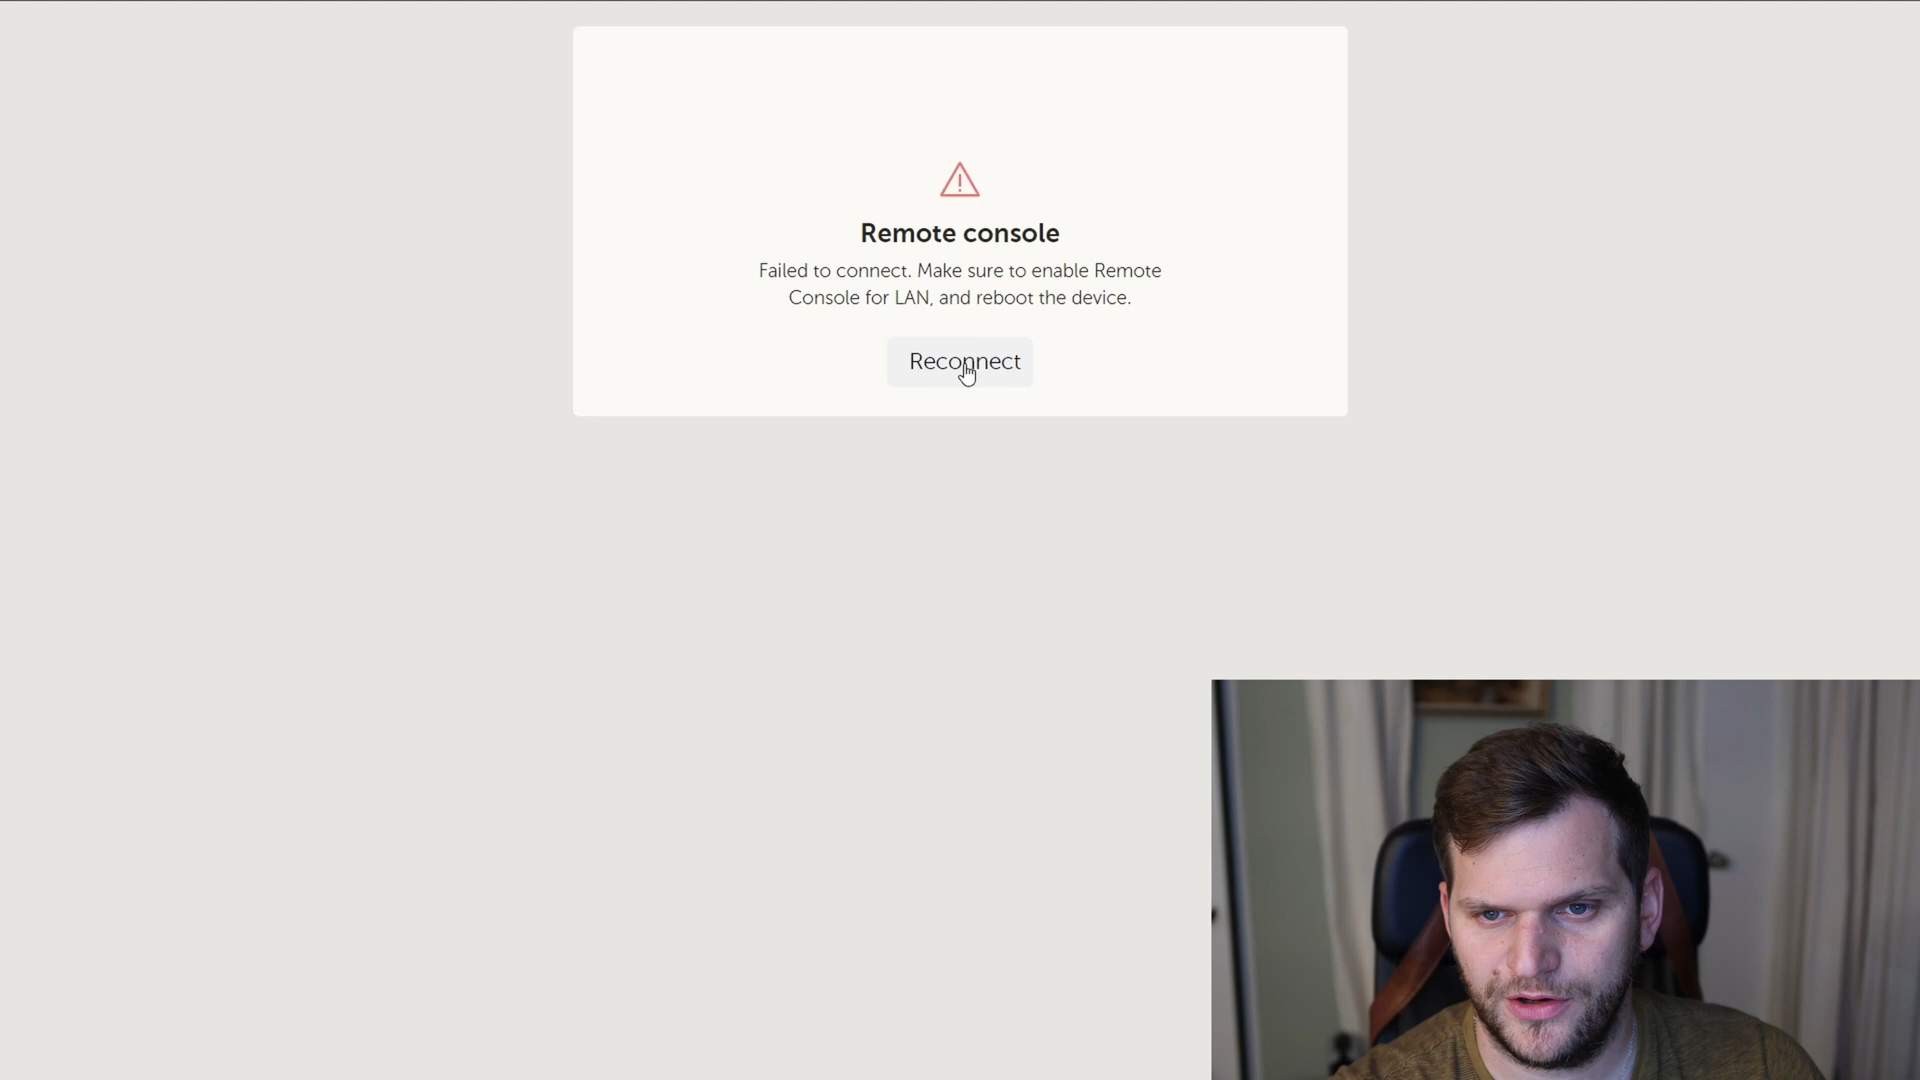 Remote console
Failed to connect. Make sure to enable Remote
Console for LAN, and reboot the device.
Reconnect